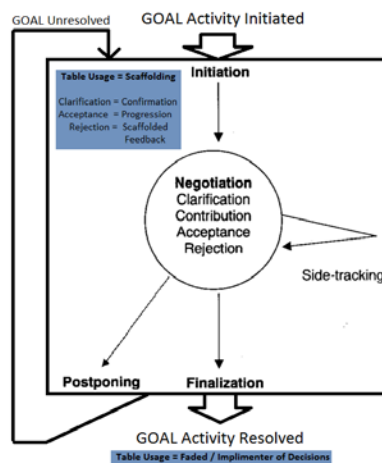 GOAL Activity Initiated
GOAL Unresolved
Table Usage = Scaffolding
Clarification = Confirmation
Acceptance = Progression
Rejection = Scaffolded
Feedback
Initiation
Negotiation
Clarification
Contribution
Acceptance
Rejection
Side-tracking
Postponing
Finalization
GOAL Activity Resolved
Table Usage = Faded / Implimenter of Decisions